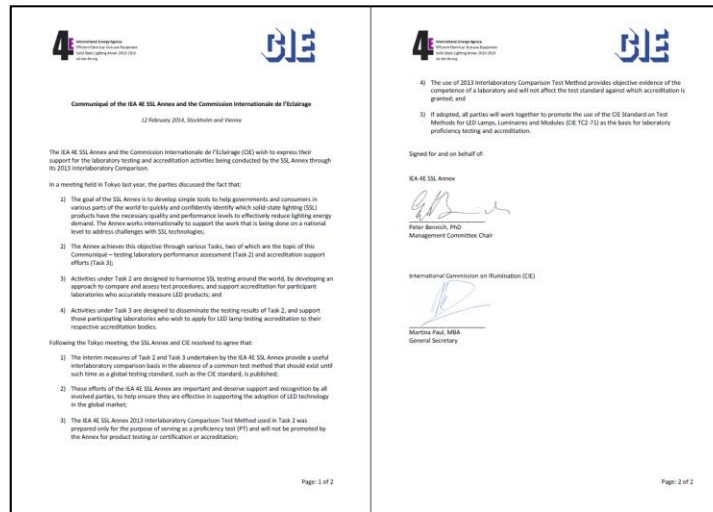 4E International Energy Agency
Efficient Electrical End-use Equipment
Solid State Lighting Annex 2010-2014
ssl.iea-4e.org
CIE
Communiqué of the IEA 4E SSL Annex and the Commission Internationale de l'Eclairage
12 February 2014, Stockholm and Vienna
The IEA 4E SSL Annex and the Commission Internationale de l'Eclairage (CIE) wish to express their
support for the laboratory testing and accreditation activities being conducted by the SSL Annex through
its 2013 Interlaboratory Comparison.
In a meeting held in Tokyo last year, the parties discussed the fact that:
1) The goal of the SSL Annex is to develop simple tools to help governments and consumers in
various parts of the world to quickly and confidently identify which solid-state lighting (SSL)
products have the necessary quality and performance levels to effectively reduce lighting energy
demand. The Annex works internationally to support the work that is being done on a national
level to address challenges with SSL technologies;
2) The Annex achieves this objective through various Tasks, two of which are the topic of this
Communiqué – testing laboratory performance assessment (Task 2) and accreditation support
efforts (Task 3);
3) Activities under Task 2 are designed to harmonise SSL testing around the world, by developing an
approach to compare and assess test procedures, and support accreditation for participant
laboratories who accurately measure LED products; and
4) Activities under Task 3 are designed to disseminate the testing results of Task 2, and support
those participating laboratories who wish to apply for LED lamp testing accreditation to their
respective accreditation bodies.
Following the Tokyo meeting, the SSL Annex and CIE resolved to agree that:
1) The interim measures of Task 2 and Task 3 undertaken by the IEA 4E SSL Annex provide a useful
interlaboratory comparison basis in the absence of a common test method that should exist until
such time as a global testing standard, such as the CIE standard, is published;
2) These efforts of the IEA 4E SSL Annex are important and deserve support and recognition by all
involved parties, to help ensure they are effective in supporting the adoption of LED technology
in the global market;
3) The IEA 4E SSL Annex 2013 Interlaboratory Comparison Test Method used in Task 2 was
prepared only for the purpose of serving as a proficiency test (PT) and will not be promoted by
the Annex for product testing or certification or accreditation;
Page: 1 of 2
4E International Energy Agency
Efficient Electrical End-use Equipment
Solid State Lighting Annex 2010-2014
ssl.iea-4e.org
CIE
4) The use of 2013 Interlaboratory Comparison Test Method provides objective evidence of the
competence of a laboratory and will not affect the test standard against which accreditation is
granted; and
5) If adopted, all parties will work together to promote the use of the CIE Standard on Test
Methods for LED Lamps, Luminaires and Modules (CIE TC2-71) as the basis for laboratory
proficiency testing and accreditation.
Signed for and on behalf of:
IEA 4E SSL Annex
Peter Bennich, PhD
Management Committee Chair
International Commission on Illumination (CIE)
Martina Paul, MBA
General Secretary
Page: 2 of 2